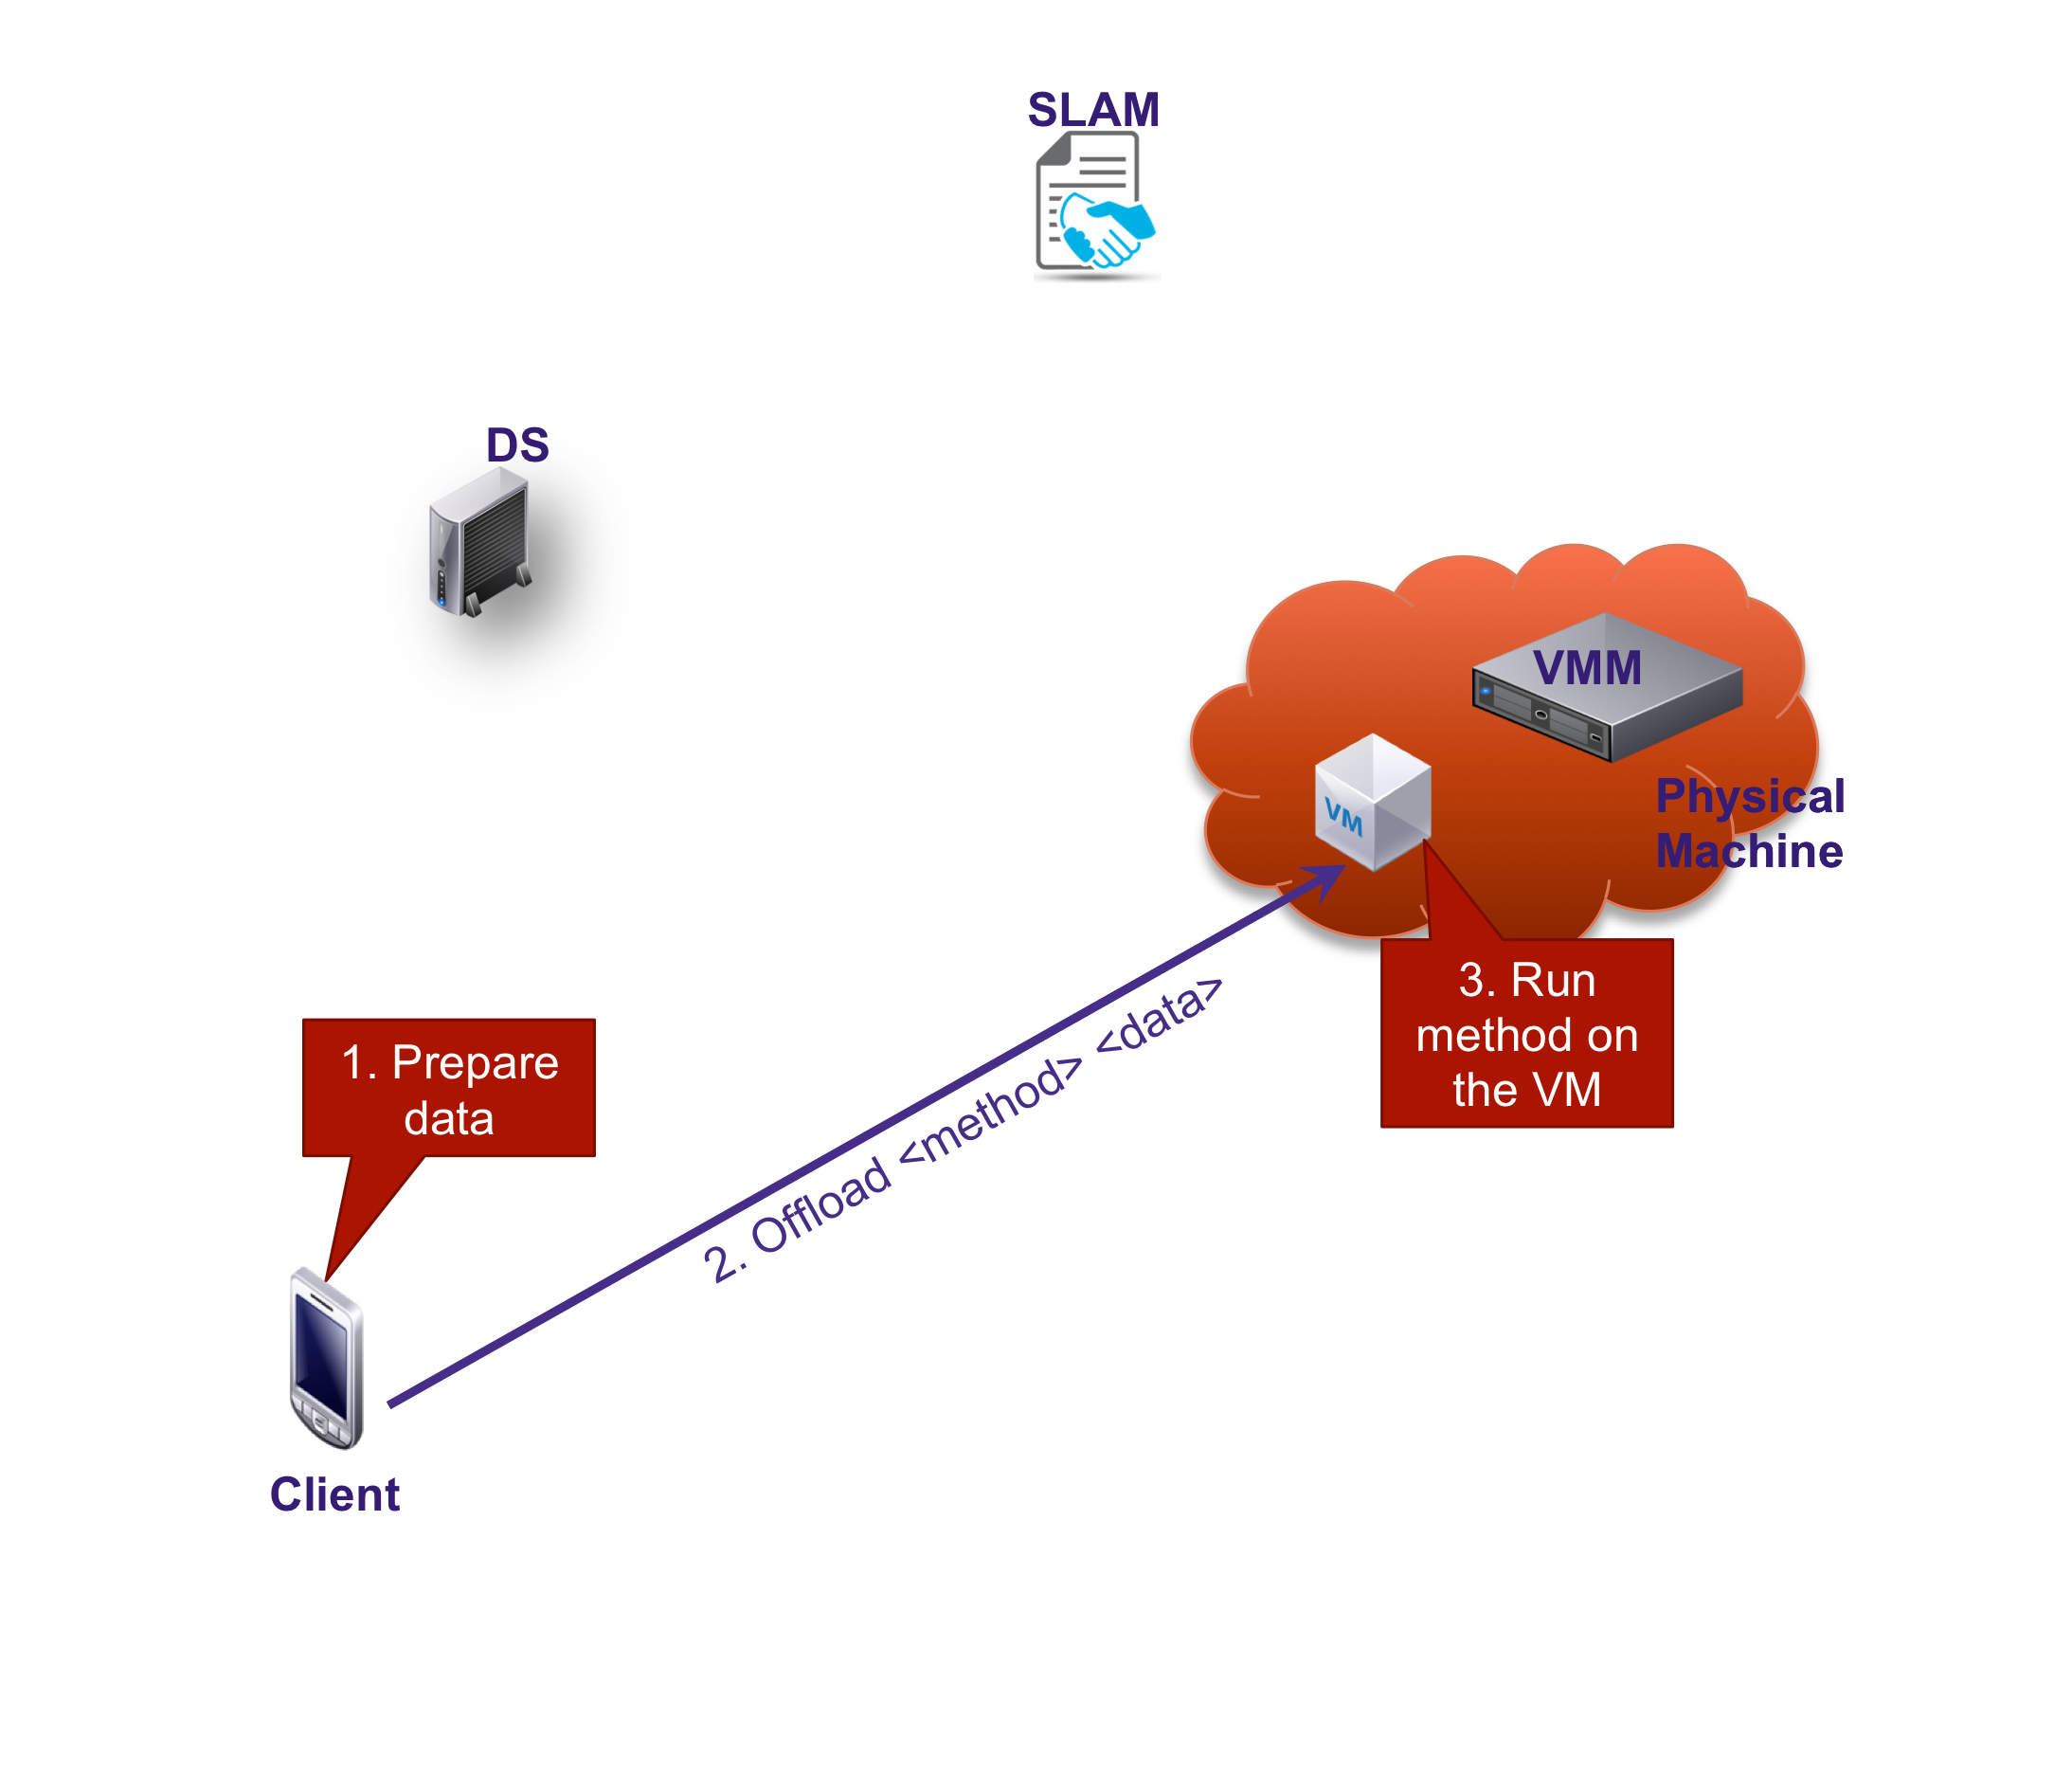 SLAM
DS
VMM
VM
Physical
Machine
3. Run
method on
the VM
2. Offload <method> <data>
1. Prepare
data
Client